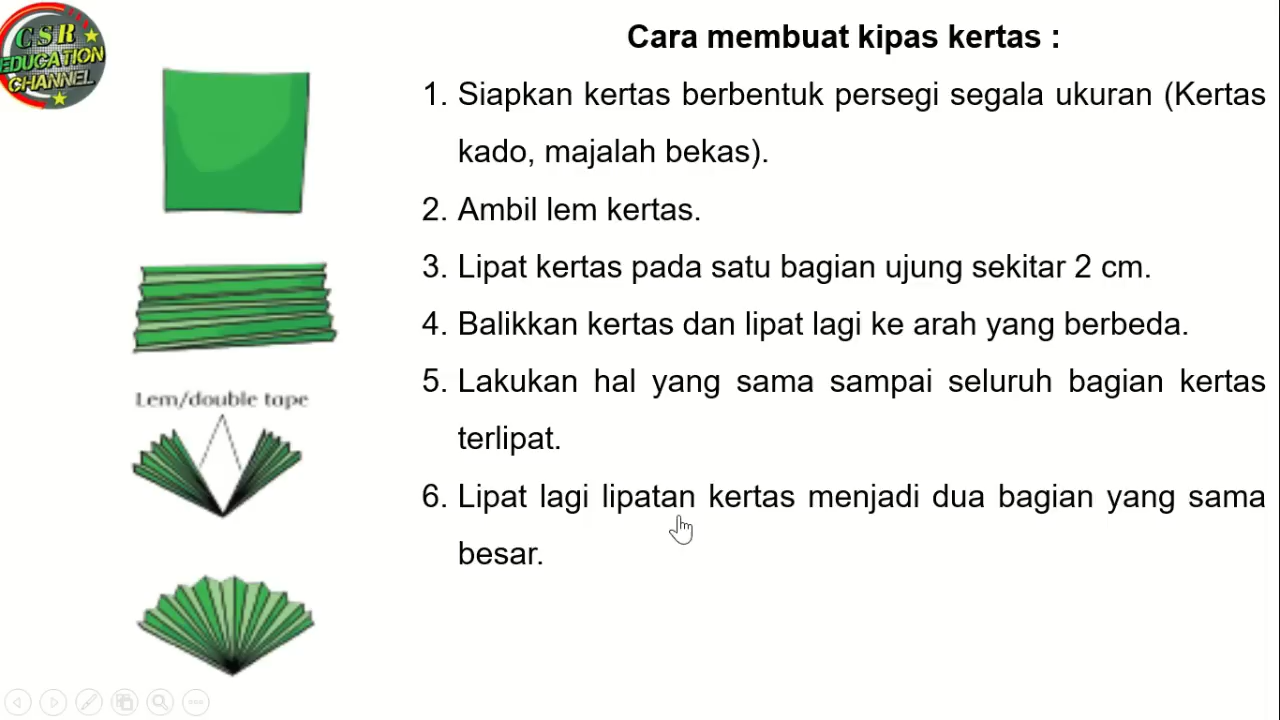 CSR
EDUCATION
CHANNEL
Cara membuat kipas kertas :
1. Siapkan kertas berbentuk persegi segala ukuran (Kertas
kado, majalah bekas).
2. Ambil lem kertas.
3. Lipat kertas pada satu bagian ujung sekitar 2 cm.
4. Balikkan kertas dan lipat lagi ke arah yang berbeda.
5. Lakukan hal yang sama sampai seluruh bagian kertas
terlipat.
6. Lipat lagi lipatan kertas menjadi dua bagian yang sama
besar.
Lem/double tape